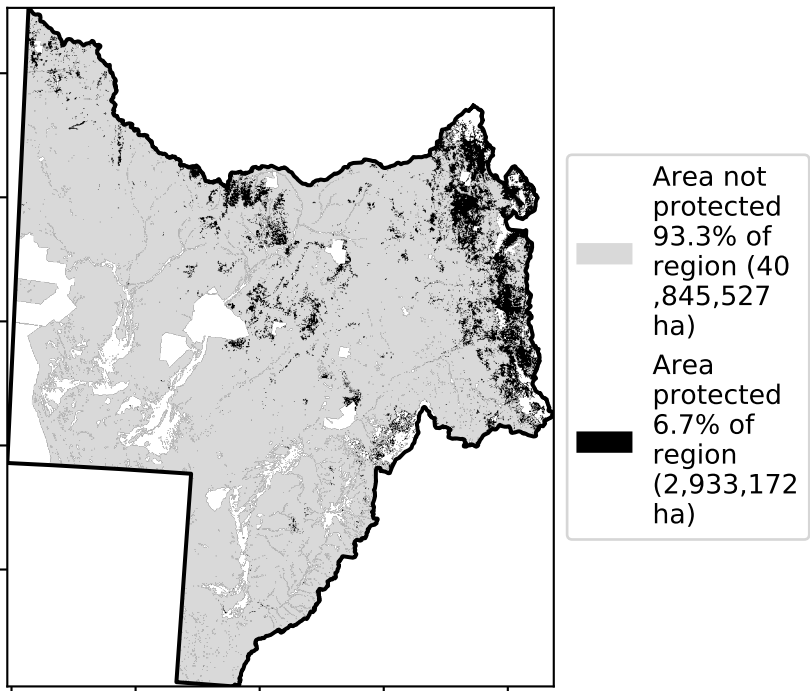 Area not
protected
93.3% of
region (40
,845,527
ha)
Area
protected
6.7% of
region
(2,933,172
ha)